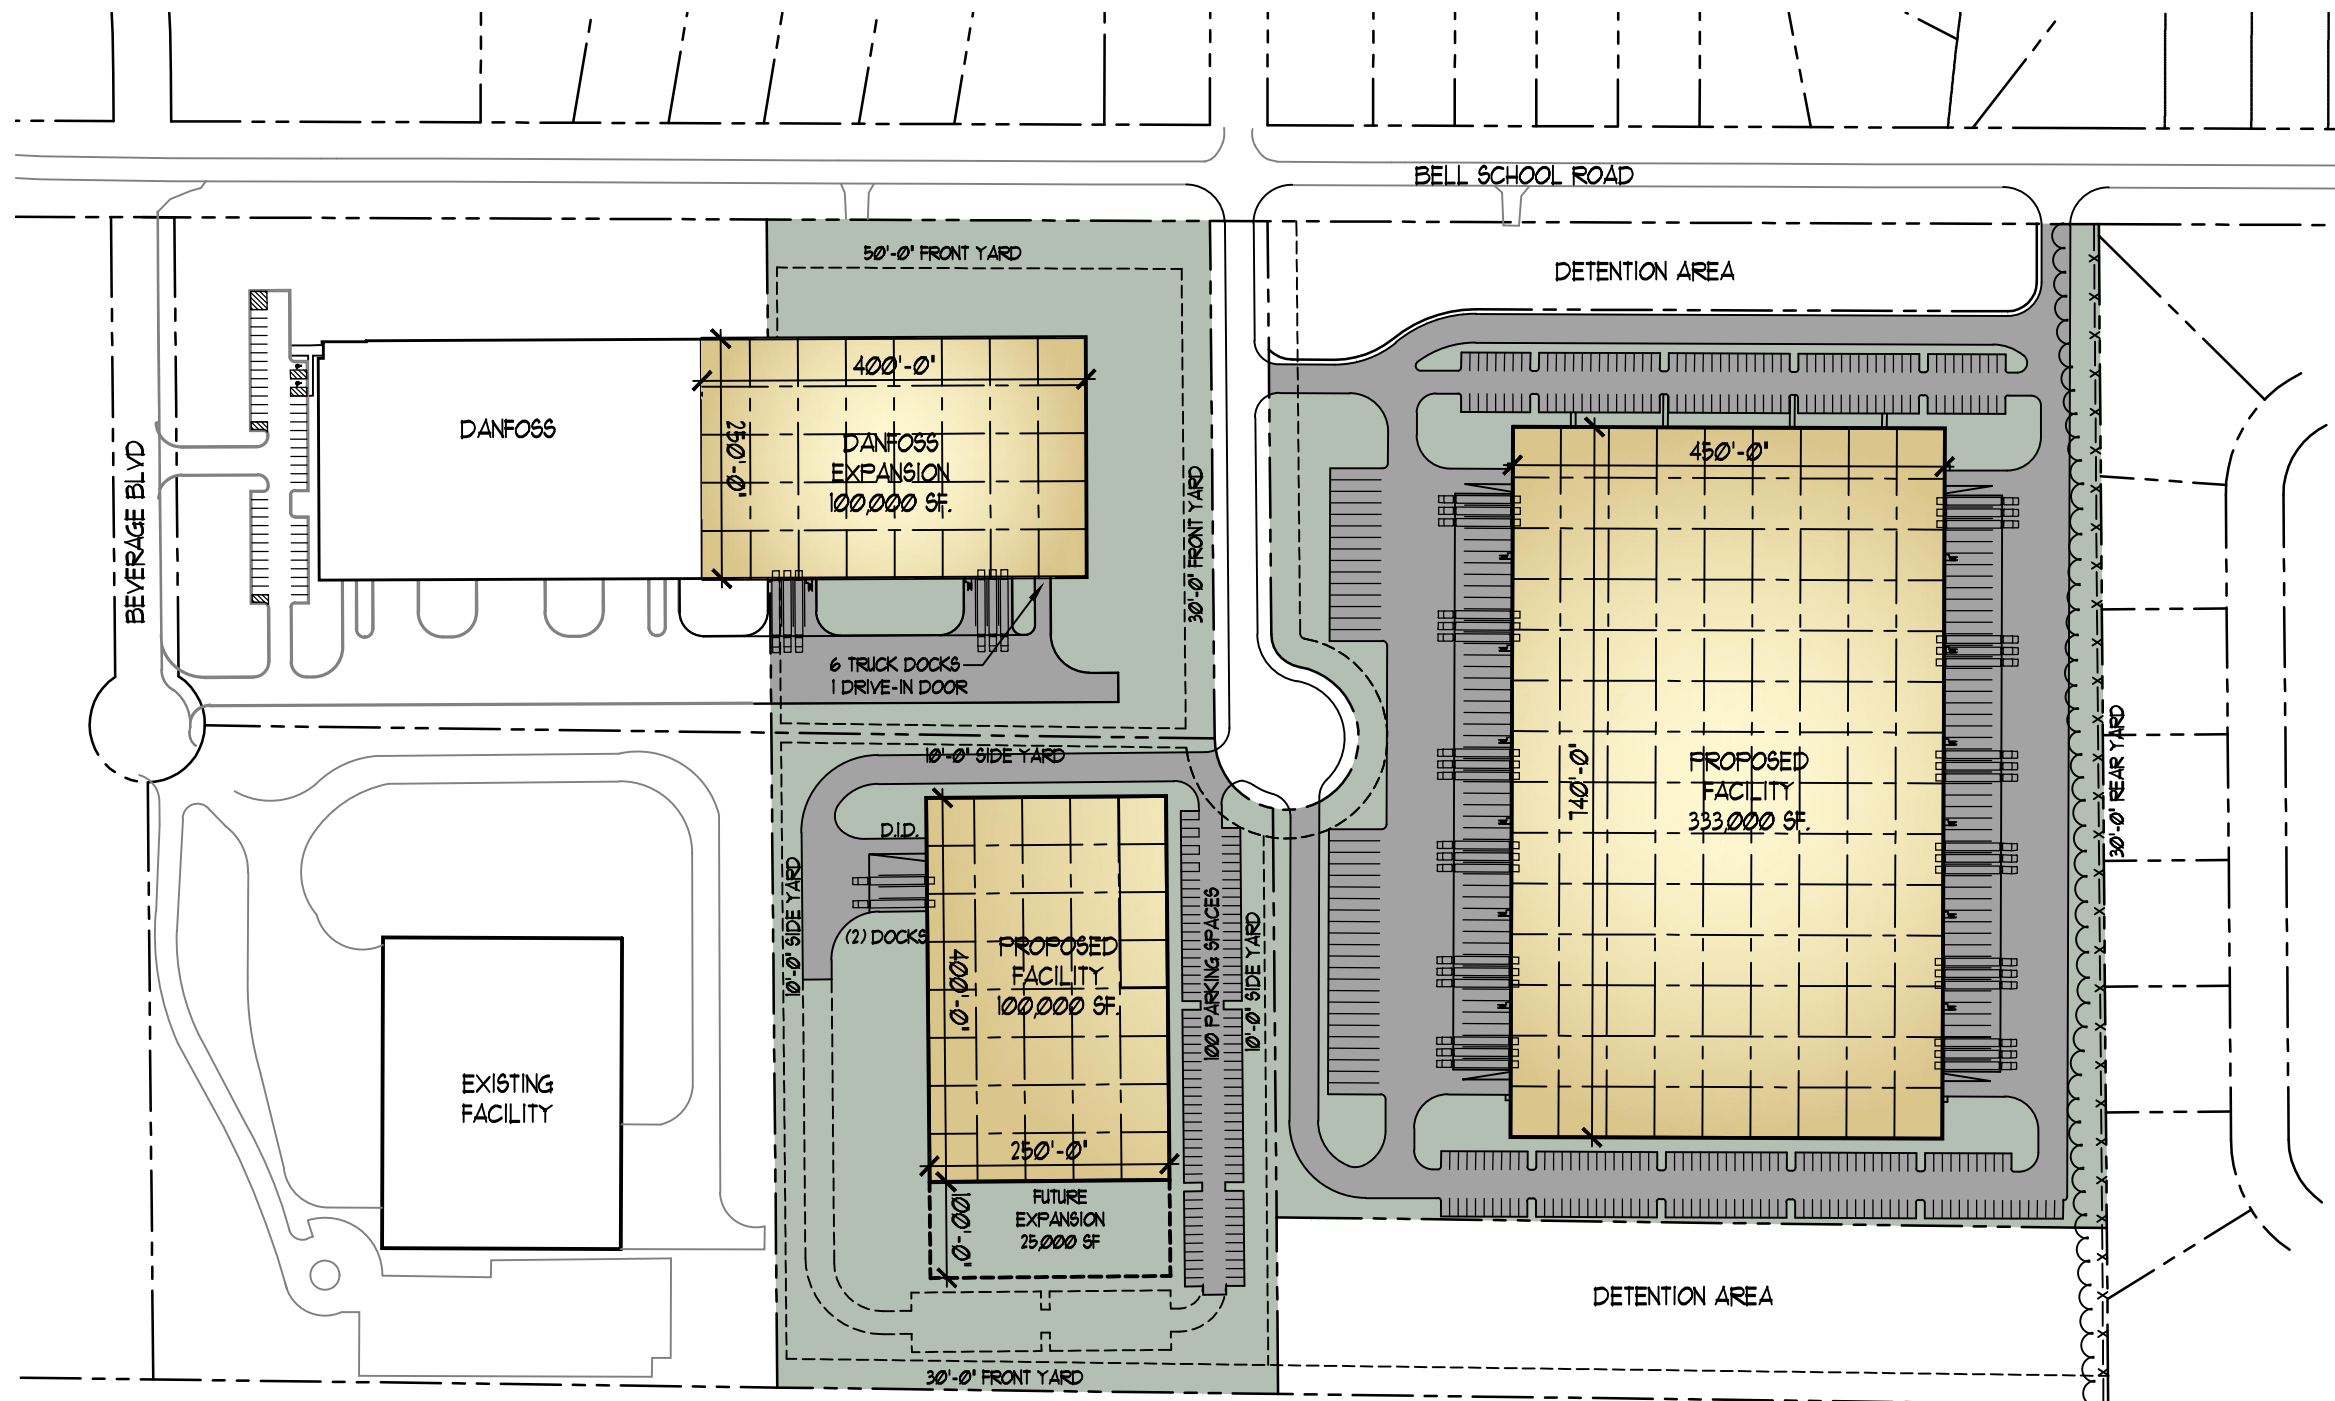 BELL SCHOOL ROAD
50'-0" FRONT YARD
DETENTION AREA
400'-0"
DANFOSS
250'-0"
DANFOSS
EXPANSION
100,000 SF.
BEVERAGE BLVD
30'-0" FRONT YARD
6 TRUCK DOCKS
1 DRIVE-IN DOOR
450'-0"
740'-0"
PROPOSED
FACILITY
333,000 SF.
30'-0" REAR YARD
10'-0" SIDE YARD
D.I.D.
10'-0" SIDE YARD
(2) DOCKS
400'-0"
PROPOSED
FACILITY
100,000 SF.
100 PARKING SPACES
10'-0" SIDE YARD
EXISTING
FACILITY
250'-0"
100'-0"
FUTURE
EXPANSION
25,000 SF
DETENTION AREA
30'-0" FRONT YARD